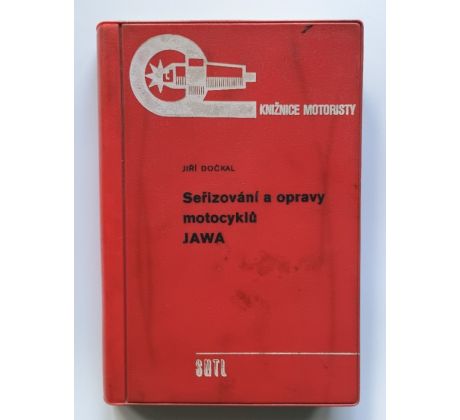 KNIŽNICE MOTORISTY
JIŘÍ DOČKAL
Seřizování a opravy
motocyklů
JAWA
SNTL